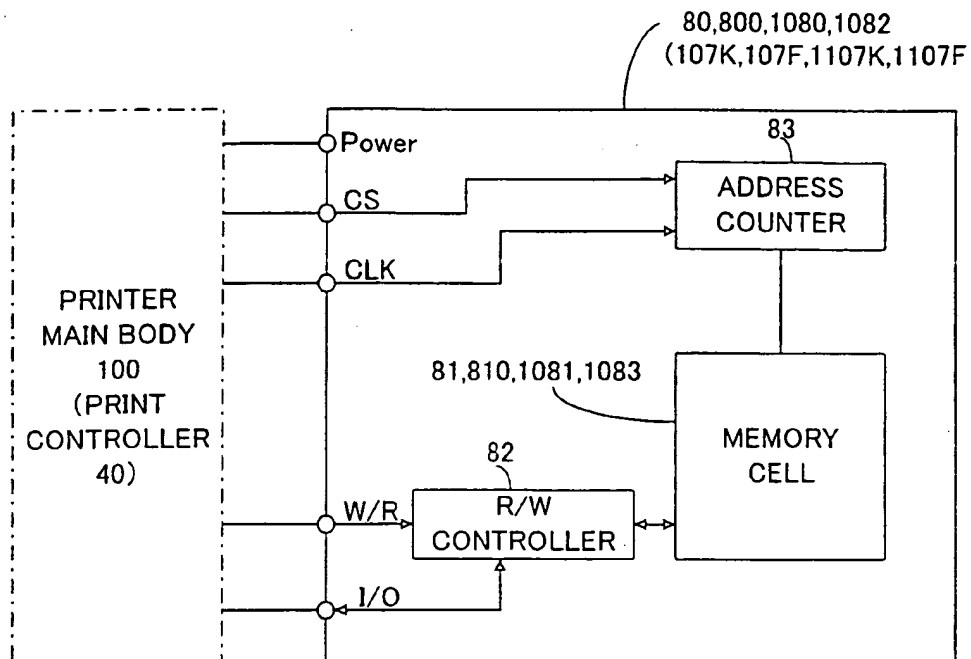 80,800,1080,1082
(107K,107F,1107K,1107F
Power
CS
CLK
83
ADDRESS
COUNTER
PRINTER
MAIN BODY
100
(PRINT
CONTROLLER
40)
81,810,1081,1083
MEMORY
CELL
82
W/R
R/W
CONTROLLER
I/O